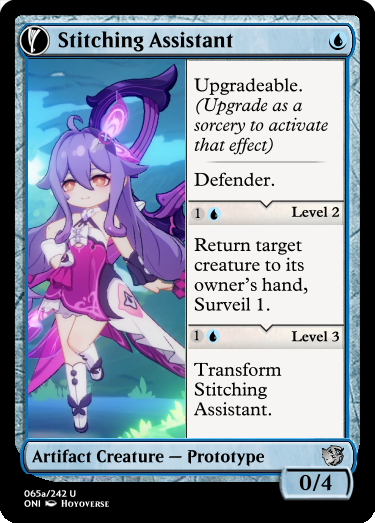 Stitching Assistant
Upgradeable.
(Upgrade as a
sorcery to activate
that effect)
Defender.
1 Level 2
Return target
creature to its
owner's hand,
Surveil 1.
1 Level 3
Transform
Stitching
Assistant.
Artifact Creature — Prototype
0/4
065a/242 U
ONI HOYOVERSE